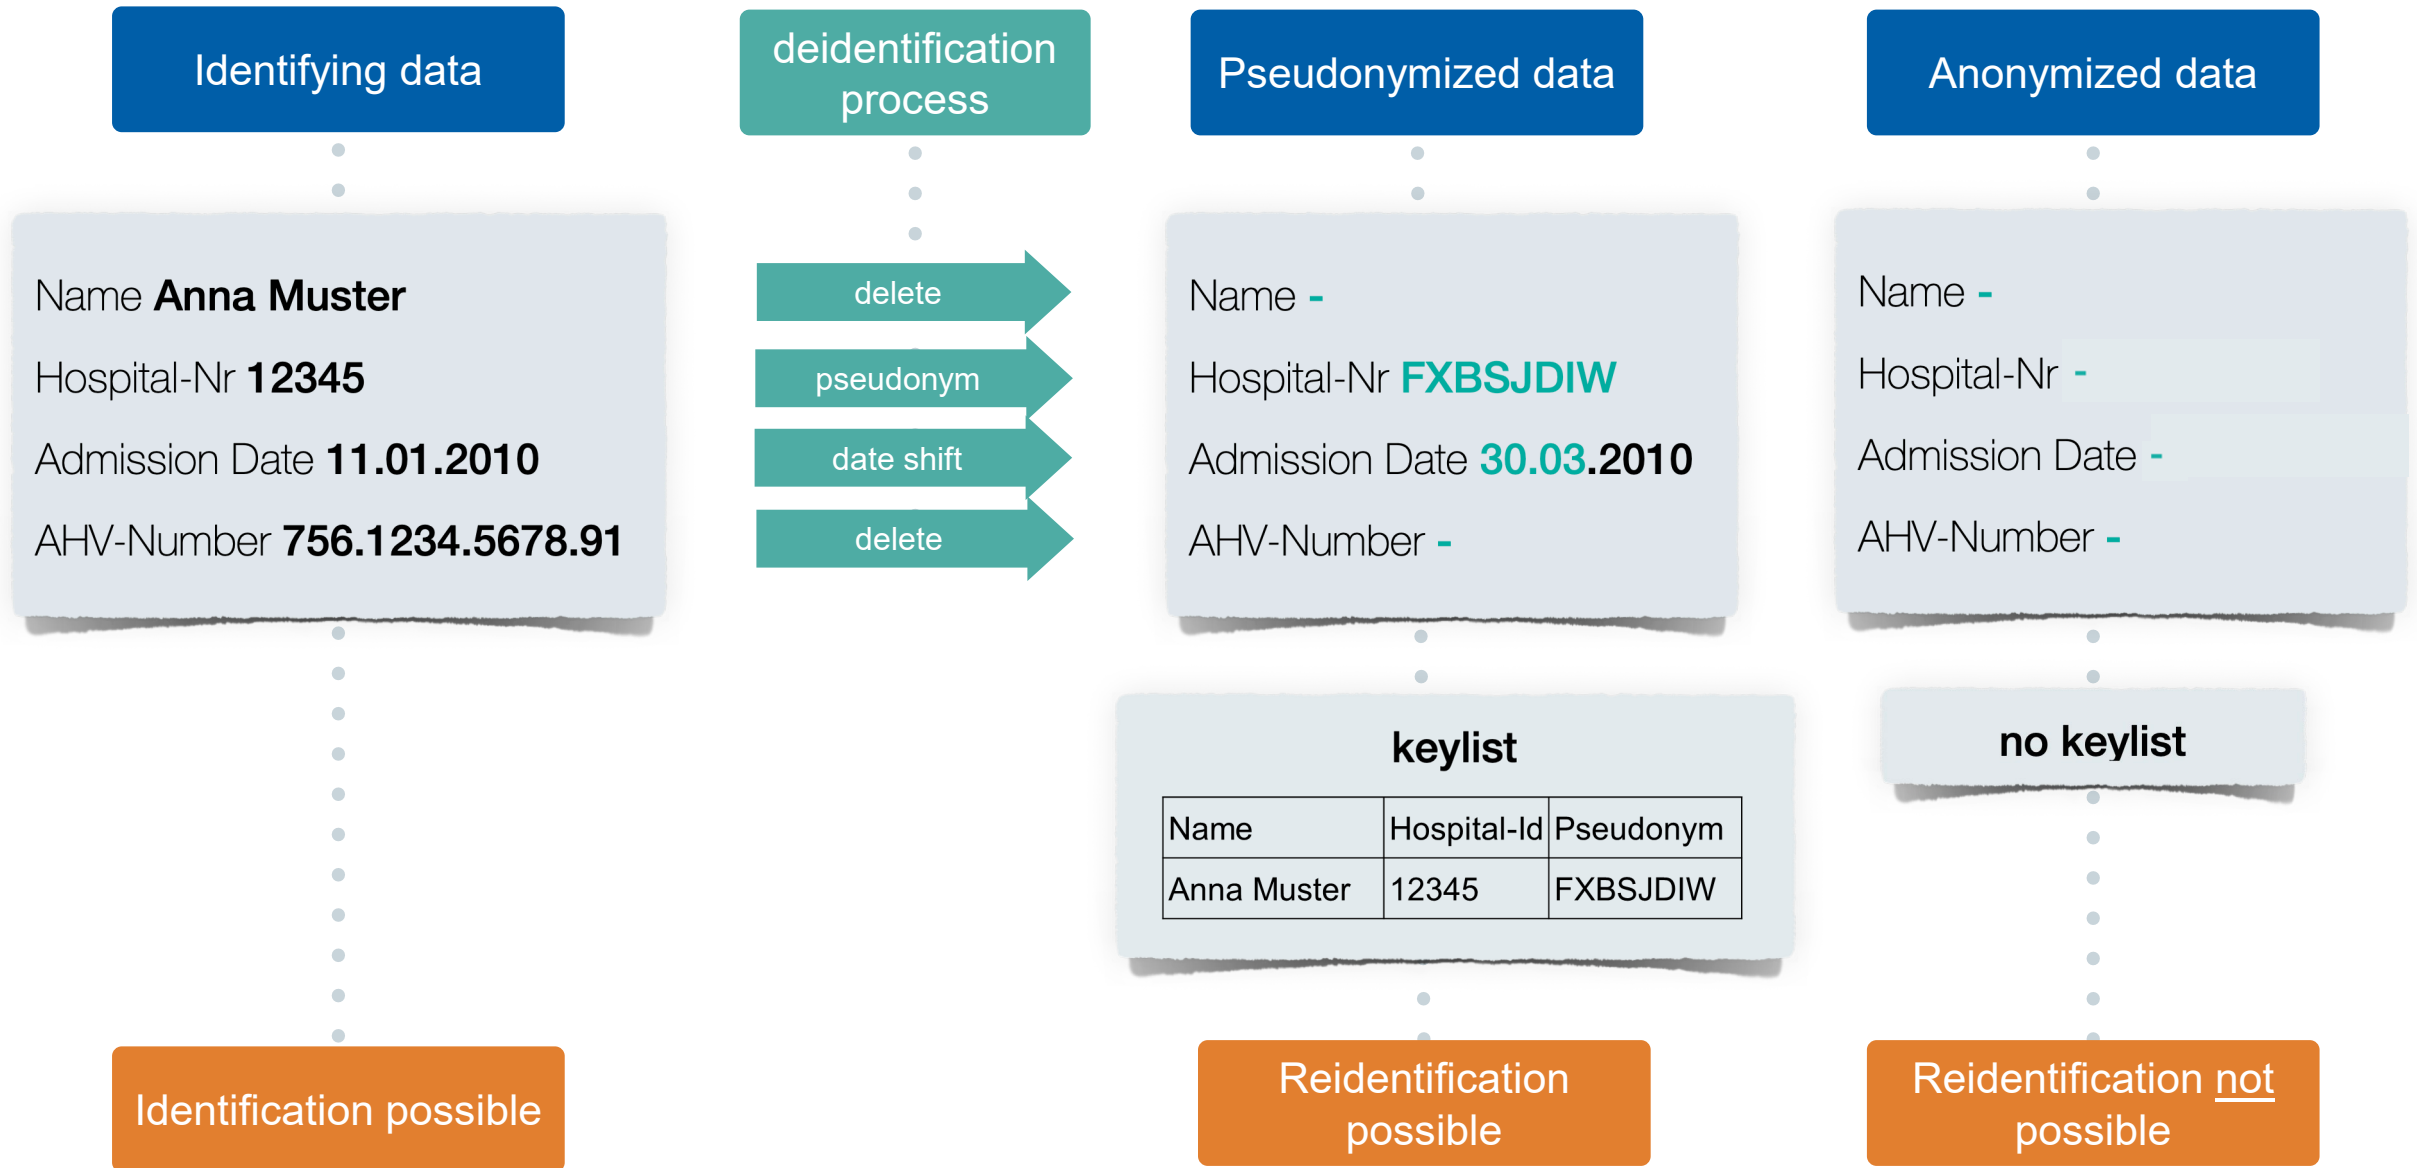 Identifying data
deidentification
process
Pseudonymized data
Anonymized data
Name Anna Muster
Hospital-Nr 12345
Admission Date 11.01.2010
AHV-Number 756.1234.5678.91
delete
pseudonym
date shift
delete
Name -
Hospital-Nr FXBSJDIW
Admission Date 30.03.2010
AHV-Number -
Name -
Hospital-Nr -
Admission Date -
AHV-Number -
keylist
Name Hospital-Id Pseudonym
Anna Muster 12345 FXBSJDIW
no keylist
Identification possible
Reidentification
possible
Reidentification not
possible